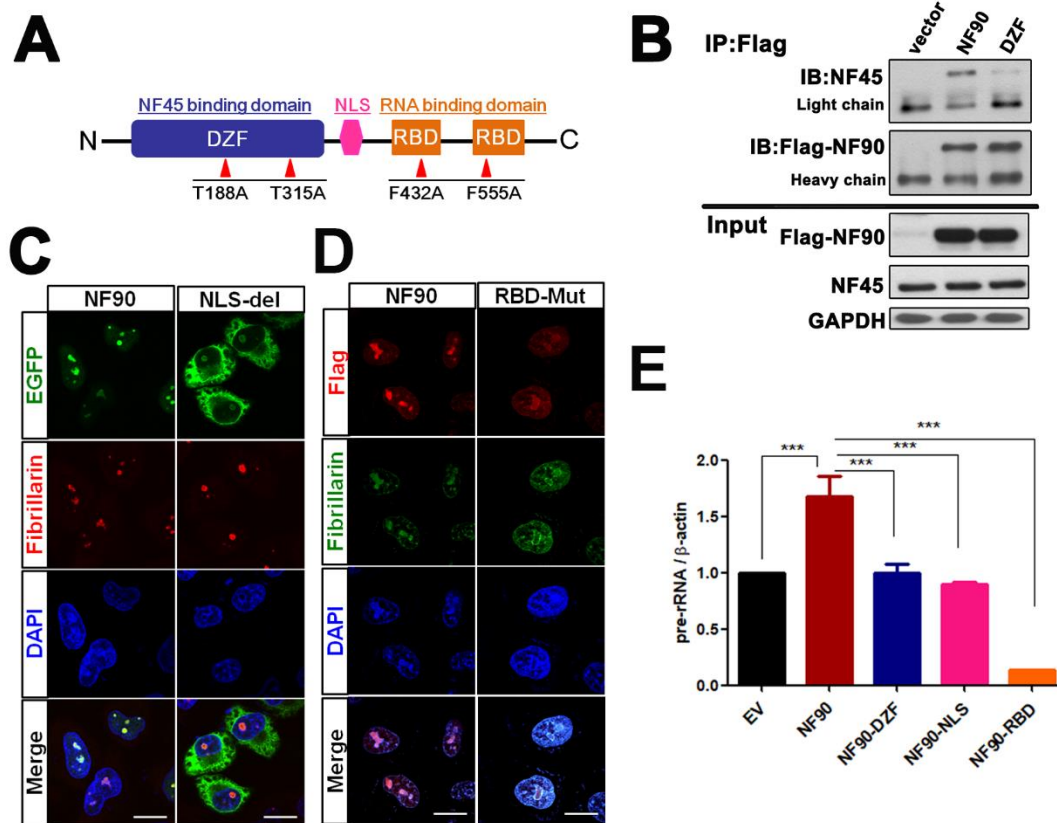 A
NF45 binding domain NLS RNA binding domain
N DZF RBD RBD C
T188A T315A F432A F555A
B
IP:Flag vector NF90 DZF
IB:NF45
Light chain
IB:Flag-NF90
Heavy chain
Input
Flag-NF90
NF45
GAPDH
C
NF90 NLS-del
EGFP
Fibrillarin
DAPI
Merge
D
NF90 RBD-Mut
Flag
Fibrillarin
DAPI
Merge
E
***
***
*** ***
2.0
1.5
1.0
0.5
0.0
pre-rRNA / β-actin
EV NF90 NF90-DZF NF90-NLS NF90-RBD